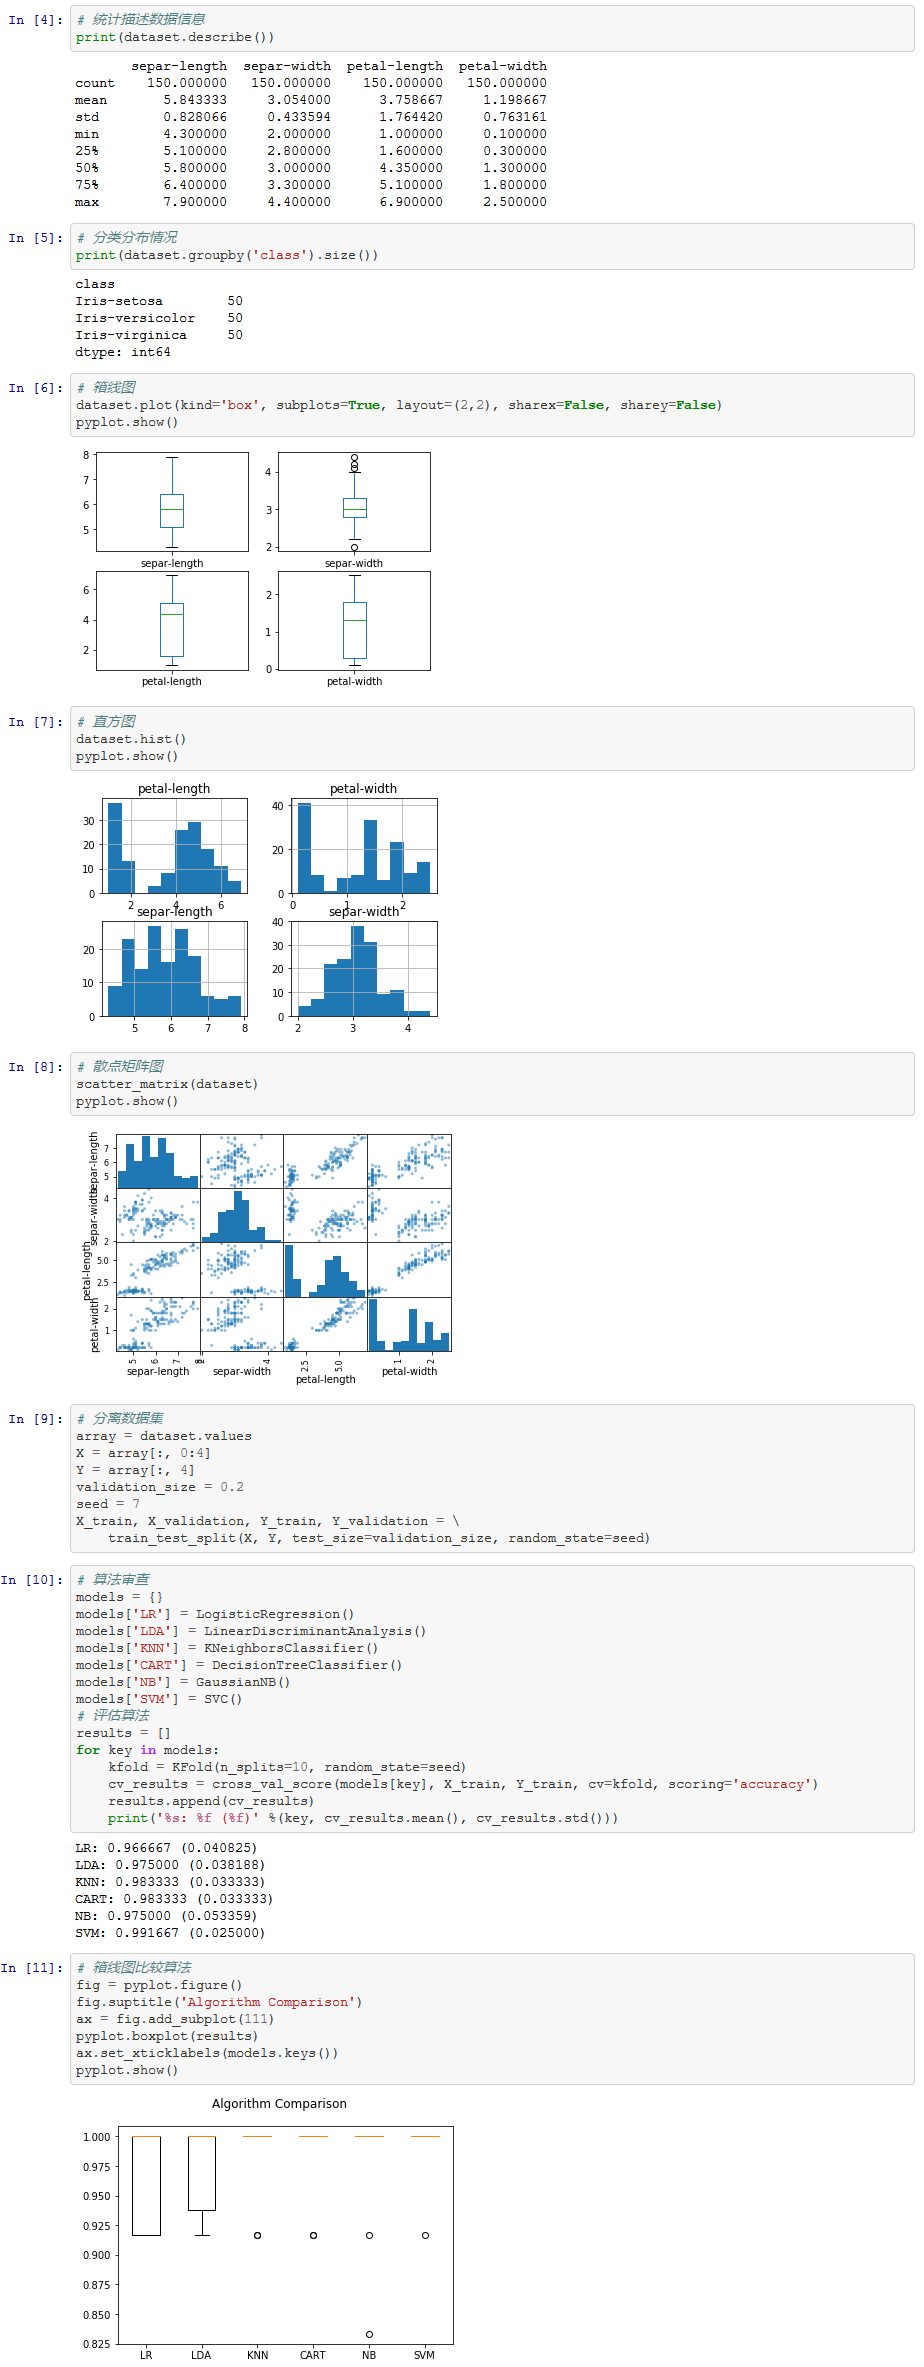 In [4]:
# 统计描述数据信息
print(dataset.describe())
separ-length separ-width petal-length petal-width
count 150.000000 150.000000 150.000000 150.000000
mean 5.843333 3.054000 3.758667 1.198667
std 0.828066 0.433594 1.764420 0.763161
min 4.300000 2.000000 1.000000 0.100000
25% 5.100000 2.800000 1.600000 0.300000
50% 5.800000 3.000000 4.350000 1.300000
75% 6.400000 3.300000 5.100000 1.800000
max 7.900000 4.400000 6.900000 2.500000
In [5]:
# 分类分布情况
print(dataset.groupby('class').size())
class
Iris-setosa 50
Iris-versicolor 50
Iris-virginica 50
dtype: int64
In [6]:
# 箱线图
dataset.plot(kind='box', subplots=True, layout=(2,2), sharex=False, sharey=False)
pyplot.show()
8
7
6
5
separ-length
4
3
2
separ-width
6
4
2
petal-length
2
1
0
petal-width
In [7]:
# 直方图
dataset.hist()
pyplot.show()
petal-length
30
20
10
0
2 4 6
petal-width
40
20
0
0 1 2
separ-length
20
10
0
5 6 7 8
separ-width
40
30
20
10
0
2 3 4
In [8]:
# 散点矩阵图
scatter_matrix(dataset)
pyplot.show()
separ-length
7
6
5
separ-width
4
2
petal-length
5.0
2.5
petal-width
2
1
5 6 7 8
separ-length
2 4
separ-width
2.5 5.0
petal-length
1 2
petal-width
In [9]:
# 分离数据集
array = dataset.values
X = array[:, 0:4]
Y = array[:, 4]
validation_size = 0.2
seed = 7
X_train, X_validation, Y_train, Y_validation = \
train_test_split(X, Y, test_size=validation_size, random_state=seed)
In [10]:
# 算法审查
models = {}
models['LR'] = LogisticRegression()
models['LDA'] = LinearDiscriminantAnalysis()
models['KNN'] = KNeighborsClassifier()
models['CART'] = DecisionTreeClassifier()
models['NB'] = GaussianNB()
models['SVM'] = SVC()
# 评估算法
results = []
for key in models:
kfold = KFold(n_splits=10, random_state=seed)
cv_results = cross_val_score(models[key], X_train, Y_train, cv=kfold, scoring='accuracy')
results.append(cv_results)
print('%s: %f (%f)' %(key, cv_results.mean(), cv_results.std()))
LR: 0.966667 (0.040825)
LDA: 0.975000 (0.038188)
KNN: 0.983333 (0.033333)
CART: 0.983333 (0.033333)
NB: 0.975000 (0.053359)
SVM: 0.991667 (0.025000)
In [11]:
# 箱线图比较算法
fig = pyplot.figure()
fig.suptitle('Algorithm Comparison')
ax = fig.add_subplot(111)
pyplot.boxplot(results)
ax.set_xticklabels(models.keys())
pyplot.show()
Algorithm Comparison
1.000
0.975
0.950
0.925
0.900
0.875
0.850
0.825
LR LDA KNN CART NB SVM